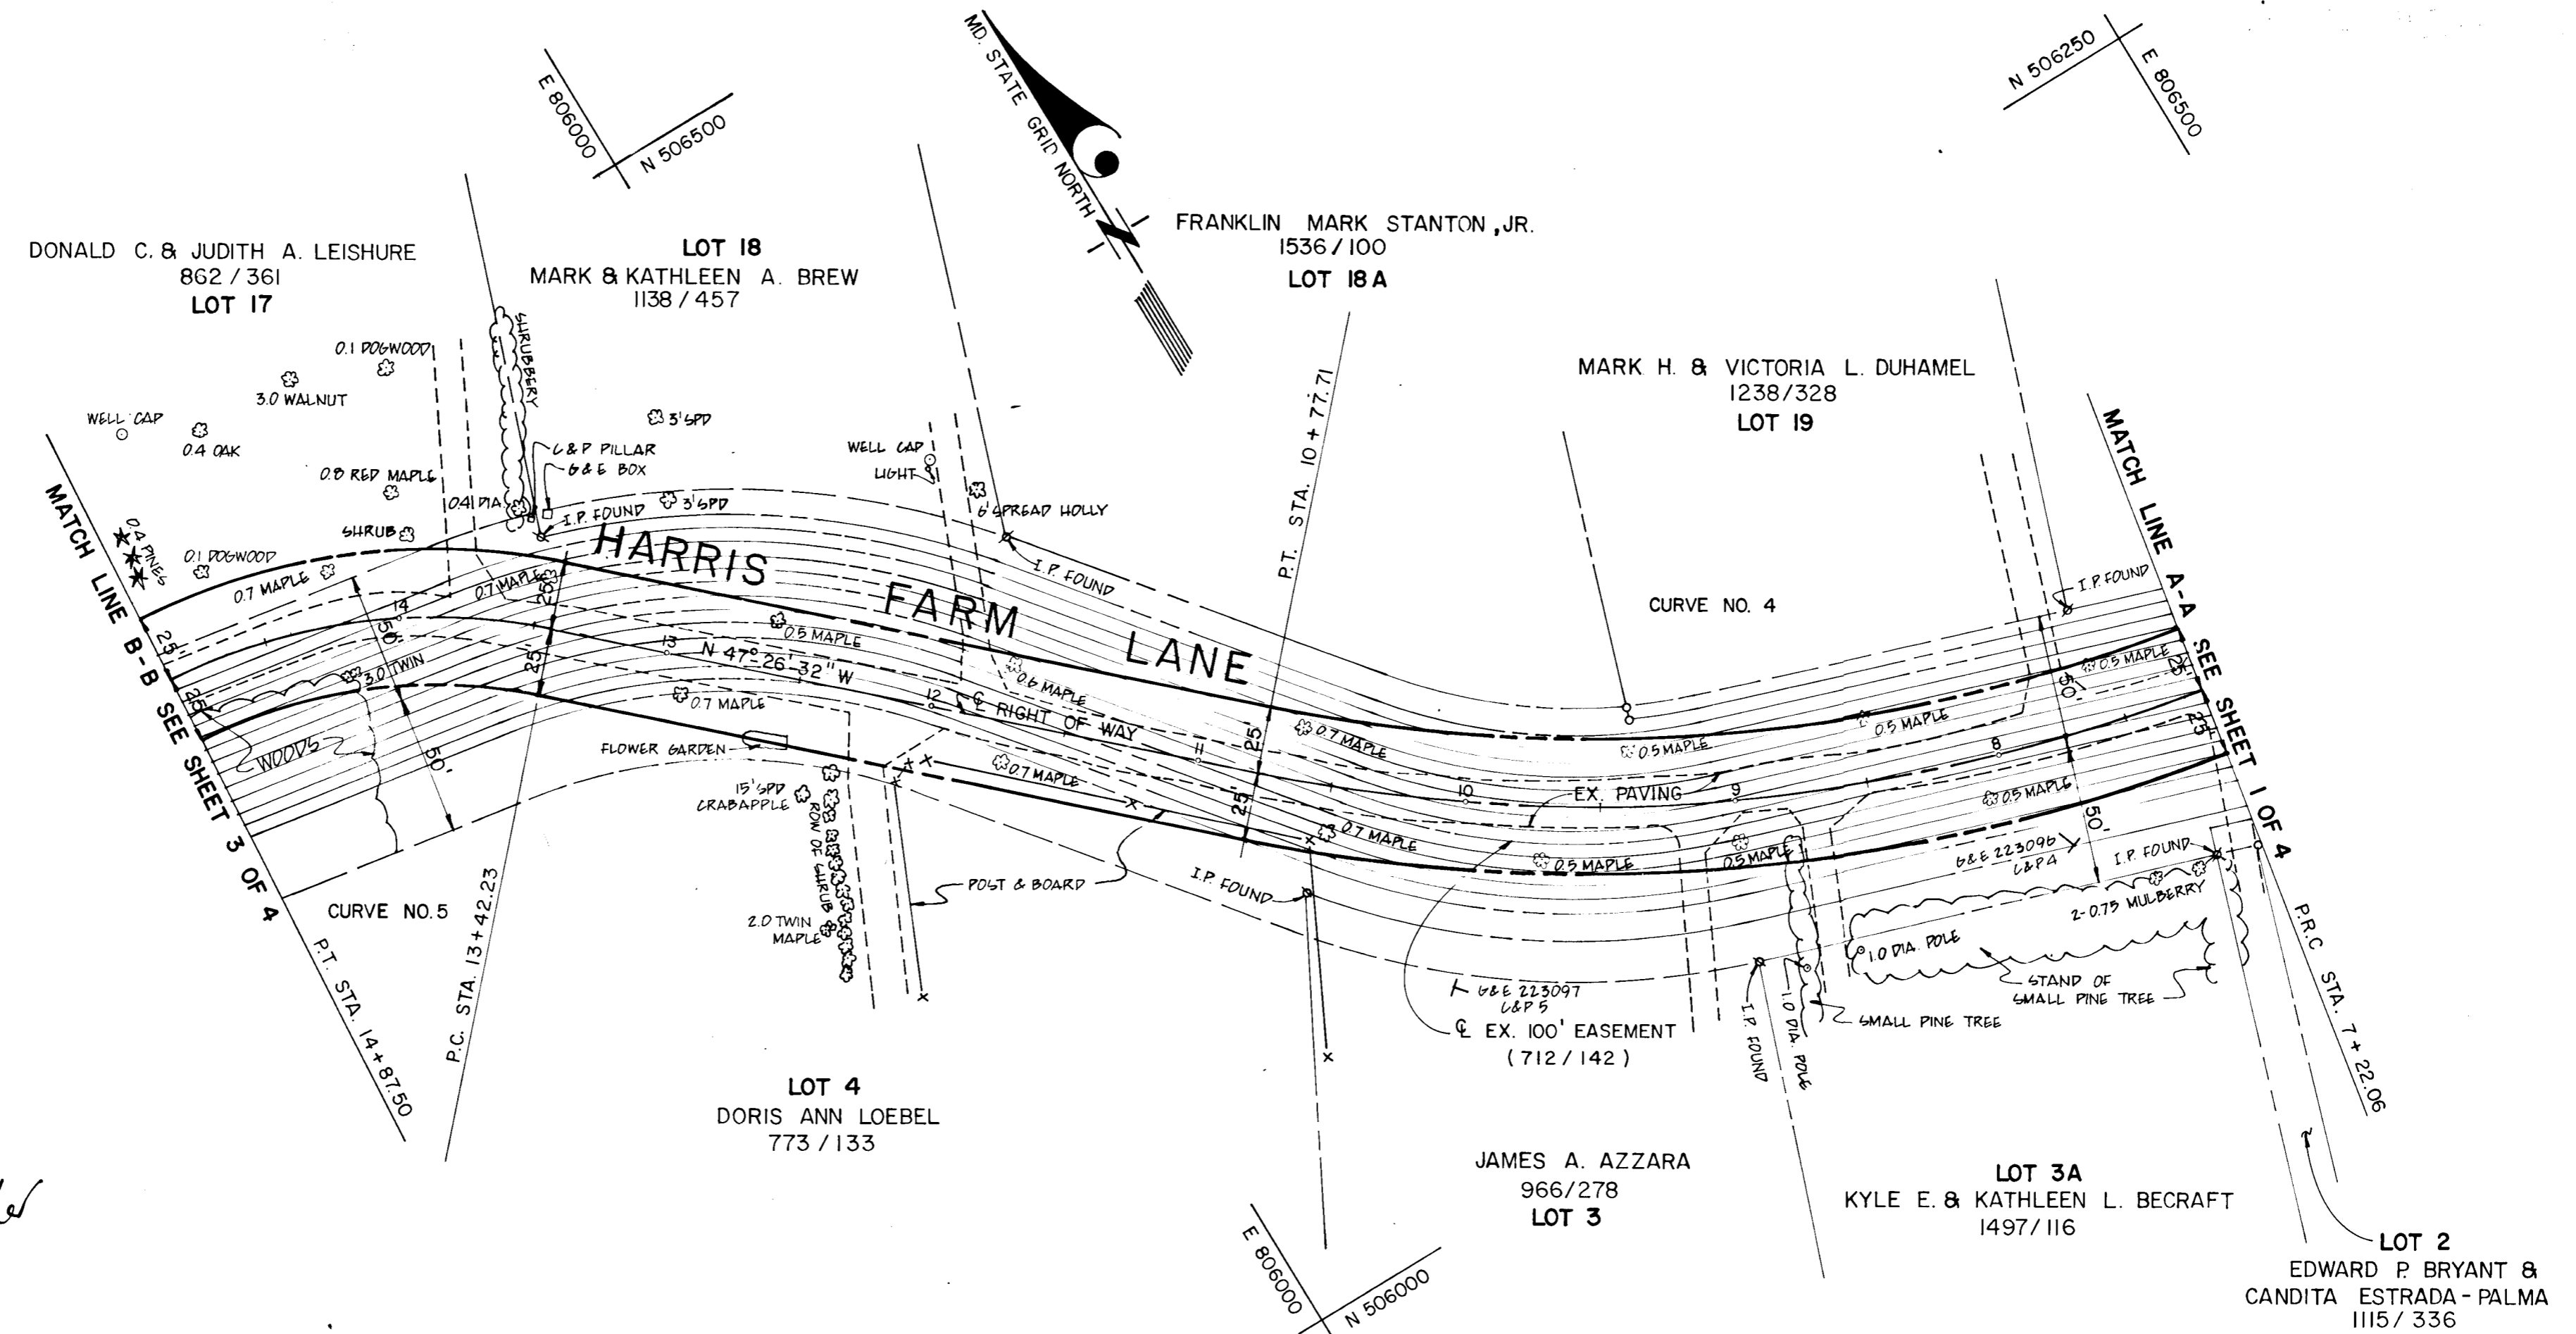 MD. STATE GRID NORTH
N 506250
E 806500
E 806000
N 506500
FRANKLIN MARK STANTON, JR.
1536/100
LOT 18A
DONALD C. & JUDITH A. LEISHURE
862/361
LOT 17
LOT 18
MARK & KATHLEEN A. BREW
1138/457
MARK H. & VICTORIA L. DUHAMEL
1238/328
LOT 19
0.1 DOGWOOD
3.0 WALNUT
WELL CAP
0.4 OAK
0.8 RED MAPLE
SHRUB
0.1 DOGWOOD
0.4 PINES
0.7 MAPLE
SHRUBBERY
3'SPD
C&P PILLAR
G&E BOX
0.4 DIA.
I.P. FOUND
3'SPD
WELL CAP
LIGHT
6' SPREAD HOLLY
I.P. FOUND
P.T. STA. 10+77.71
MATCH LINE A-A SEE SHEET 1 OF 4
MATCH LINE B-B SEE SHEET 3 OF 4
HARRIS FARM LANE
CURVE NO. 4
I.P. FOUND
25'
25'
14
50'
50'
3.0 TWIN
WOODS
0.7 MAPLE
25'
25'
13
0.5 MAPLE
N 47°-26'-32" W
0.7 MAPLE
12
0.6 MAPLE
℄ RIGHT OF WAY
11
25'
25'
0.7 MAPLE
0.7 MAPLE
0.7 MAPLE
10
EX. PAVING
9
8
0.5 MAPLE
0.5 MAPLE
0.5 MAPLE
0.5 MAPLE
0.5 MAPLE
0.5 MAPLE
50'
50'
25'
25'
FLOWER GARDEN
15'SPD
CRABAPPLE
ROW OF SHRUB
2.0 TWIN
MAPLE
POST & BOARD
I.P. FOUND
G&E 223096
C&P 4
I.P. FOUND
2-0.75 MULBERRY
1.0 DIA. POLE
STAND OF
SMALL PINE TREE
SMALL PINE TREE
G&E 223097
C&P 5
℄ EX. 100' EASEMENT
(712/142)
I.P. FOUND
1.0 DIA. POLE
CURVE NO. 5
P.T. STA. 14+87.50
P.C. STA. 13+42.23
P.R.C STA. 7+22.06
LOT 4
DORIS ANN LOEBEL
773/133
JAMES A. AZZARA
966/278
LOT 3
LOT 3A
KYLE E. & KATHLEEN L. BECRAFT
1497/116
LOT 2
EDWARD P. BRYANT &
CANDITA ESTRADA-PALMA
1115/336
E 806000
N 506000